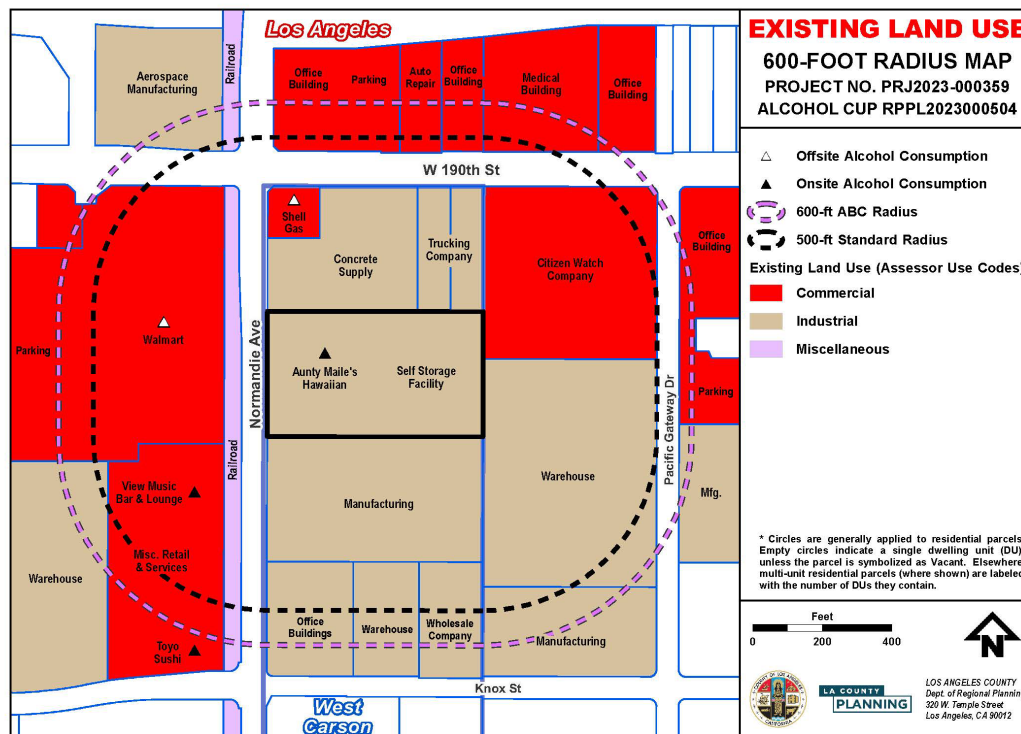 Los Angeles
Aerospace
Manufacturing
Railroad
Office
Building
Parking
Auto
Repair
Office
Building
Medical
Building
Office
Building
W 190th St
Shell
Gas
Concrete
Supply
Trucking
Company
Citizen Watch
Company
Office
Building
Walmart
Parking
Normandie Ave
Aunty Maile's
Hawaiian
Self Storage
Facility
Pacific Gateway Dr
Parking
Railroad
View Music
Bar & Lounge
Manufacturing
Warehouse
Mfg.
Misc. Retail
& Services
Warehouse
Office
Buildings
Warehouse
Wholesale
Company
Manufacturing
Toyo
Sushi
Knox St
West
Carson
EXISTING LAND USE
600-FOOT RADIUS MAP
PROJECT NO. PRJ2023-000359
ALCOHOL CUP RPPL2023000504
Offsite Alcohol Consumption
Onsite Alcohol Consumption
600-ft ABC Radius
500-ft Standard Radius
Existing Land Use (Assessor Use Codes)
Commercial
Industrial
Miscellaneous
* Circles are generally applied to residential parcels.
Empty circles indicate a single dwelling unit (DU)
unless the parcel is symbolized as Vacant. Elsewhere
multi-unit residential parcels (where shown) are labeled
with the number of DUs they contain.
Feet
0 200 400
N
LA COUNTY
PLANNING
LOS ANGELES COUNTY
Dept. of Regional Plannin
320 W. Temple Street
Los Angeles, CA 90012